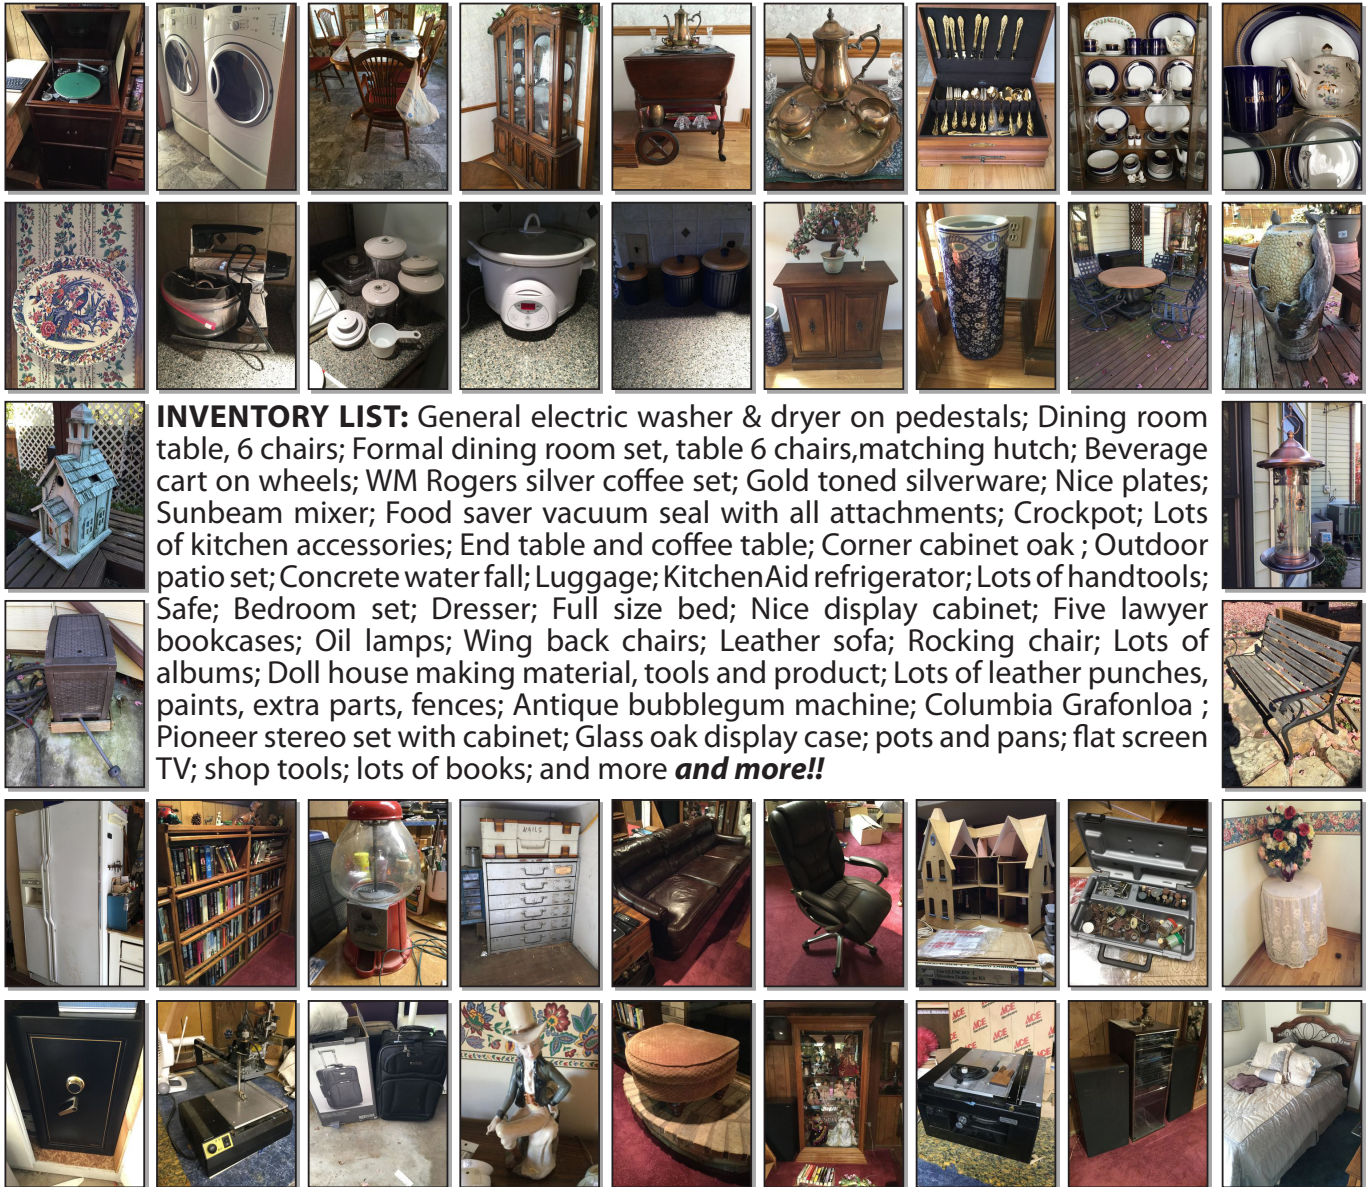 INVENTORY LIST: General electric washer & dryer on pedestals; Dining room
table, 6 chairs; Formal dining room set, table 6 chairs,matching hutch; Beverage
cart on wheels; WM Rogers silver coffee set; Gold toned silverware; Nice plates;
Sunbeam mixer; Food saver vacuum seal with all attachments; Crockpot; Lots
of kitchen accessories; End table and coffee table; Corner cabinet oak ; Outdoor
patio set; Concrete water fall; Luggage; KitchenAid refrigerator; Lots of handtools;
Safe; Bedroom set; Dresser; Full size bed; Nice display cabinet; Five lawyer
bookcases; Oil lamps; Wing back chairs; Leather sofa; Rocking chair; Lots of
albums; Doll house making material, tools and product; Lots of leather punches,
paints, extra parts, fences; Antique bubblegum machine; Columbia Grafonloa ;
Pioneer stereo set with cabinet; Glass oak display case; pots and pans; flat screen
TV; shop tools; lots of books; and more and more!!
NAILS
ACE
ACE
ACE
ACE